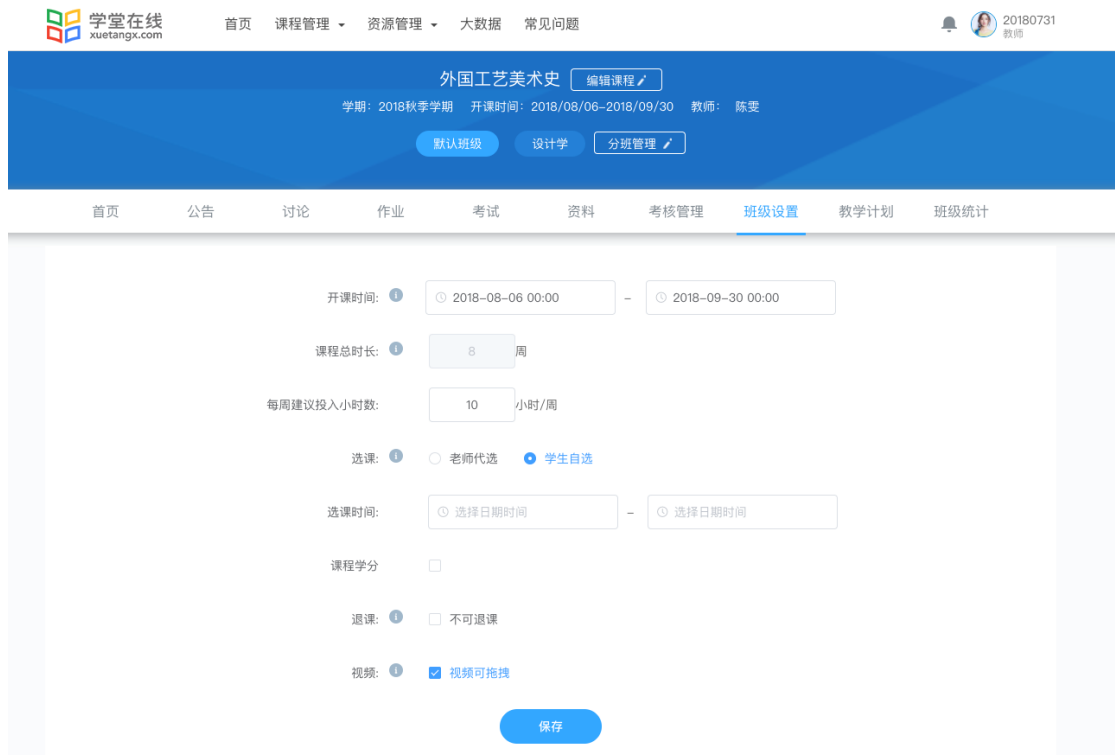 学堂在线
xuetangx.com
首页 课程管理 资源管理 大数据 常见问题
20180731
教师
外国工艺美术史 编辑课程
学期: 2018秋季学期 开课时间: 2018/08/06-2018/09/30 教师: 陈雯
默认班级 设计学 分班管理
首页 公告 讨论 作业 考试 资料 考核管理 班级设置 教学计划 班级统计
开课时间: 2018-08-06 00:00 - 2018-09-30 00:00
课程总时长: 8 周
每周建议投入小时数: 10 小时/周
选课: 老师代选 学生自选
选课时间: 选择日期时间 - 选择日期时间
课程学分
退课: 不可退课
视频: 视频可拖拽
保存